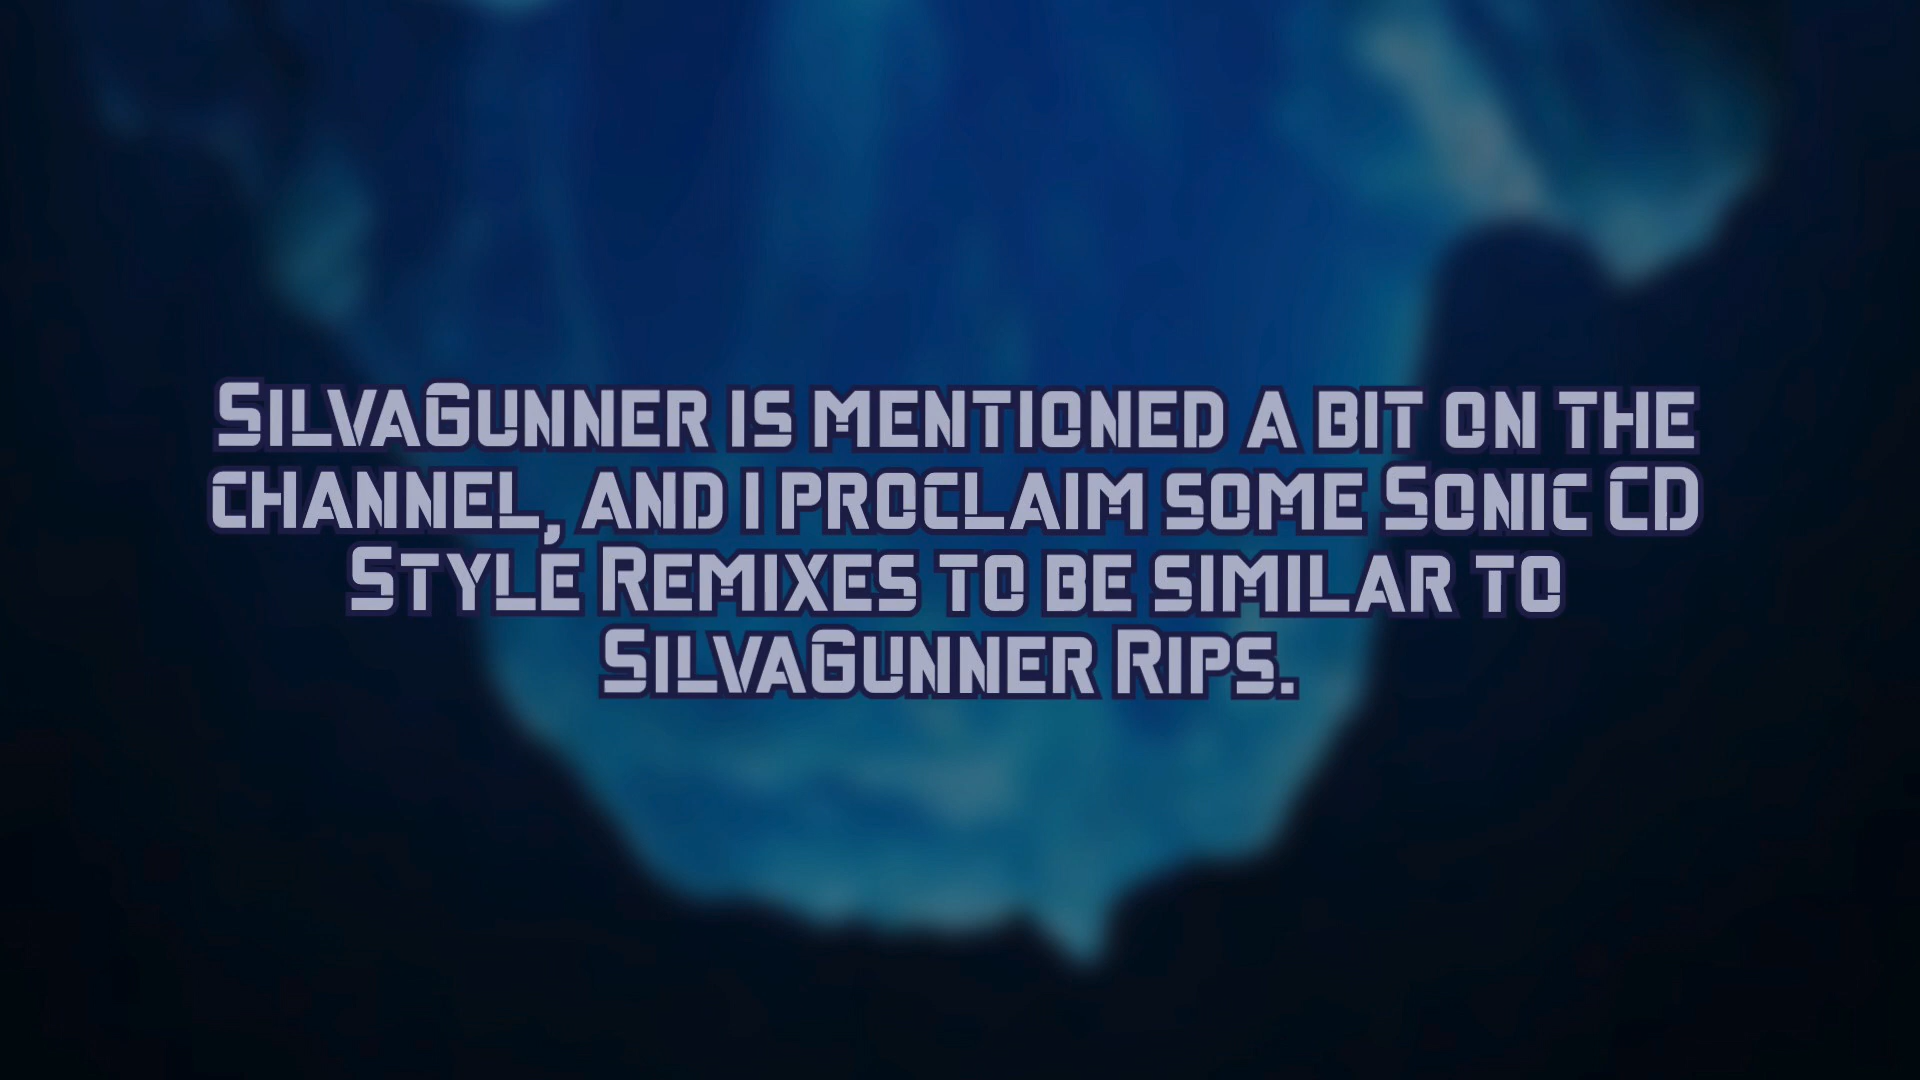 SilvaGunner is mentioned a bit on the
channel, and I proclaim some Sonic CD
Style Remixes to be similar to
SilvaGunner Rips.